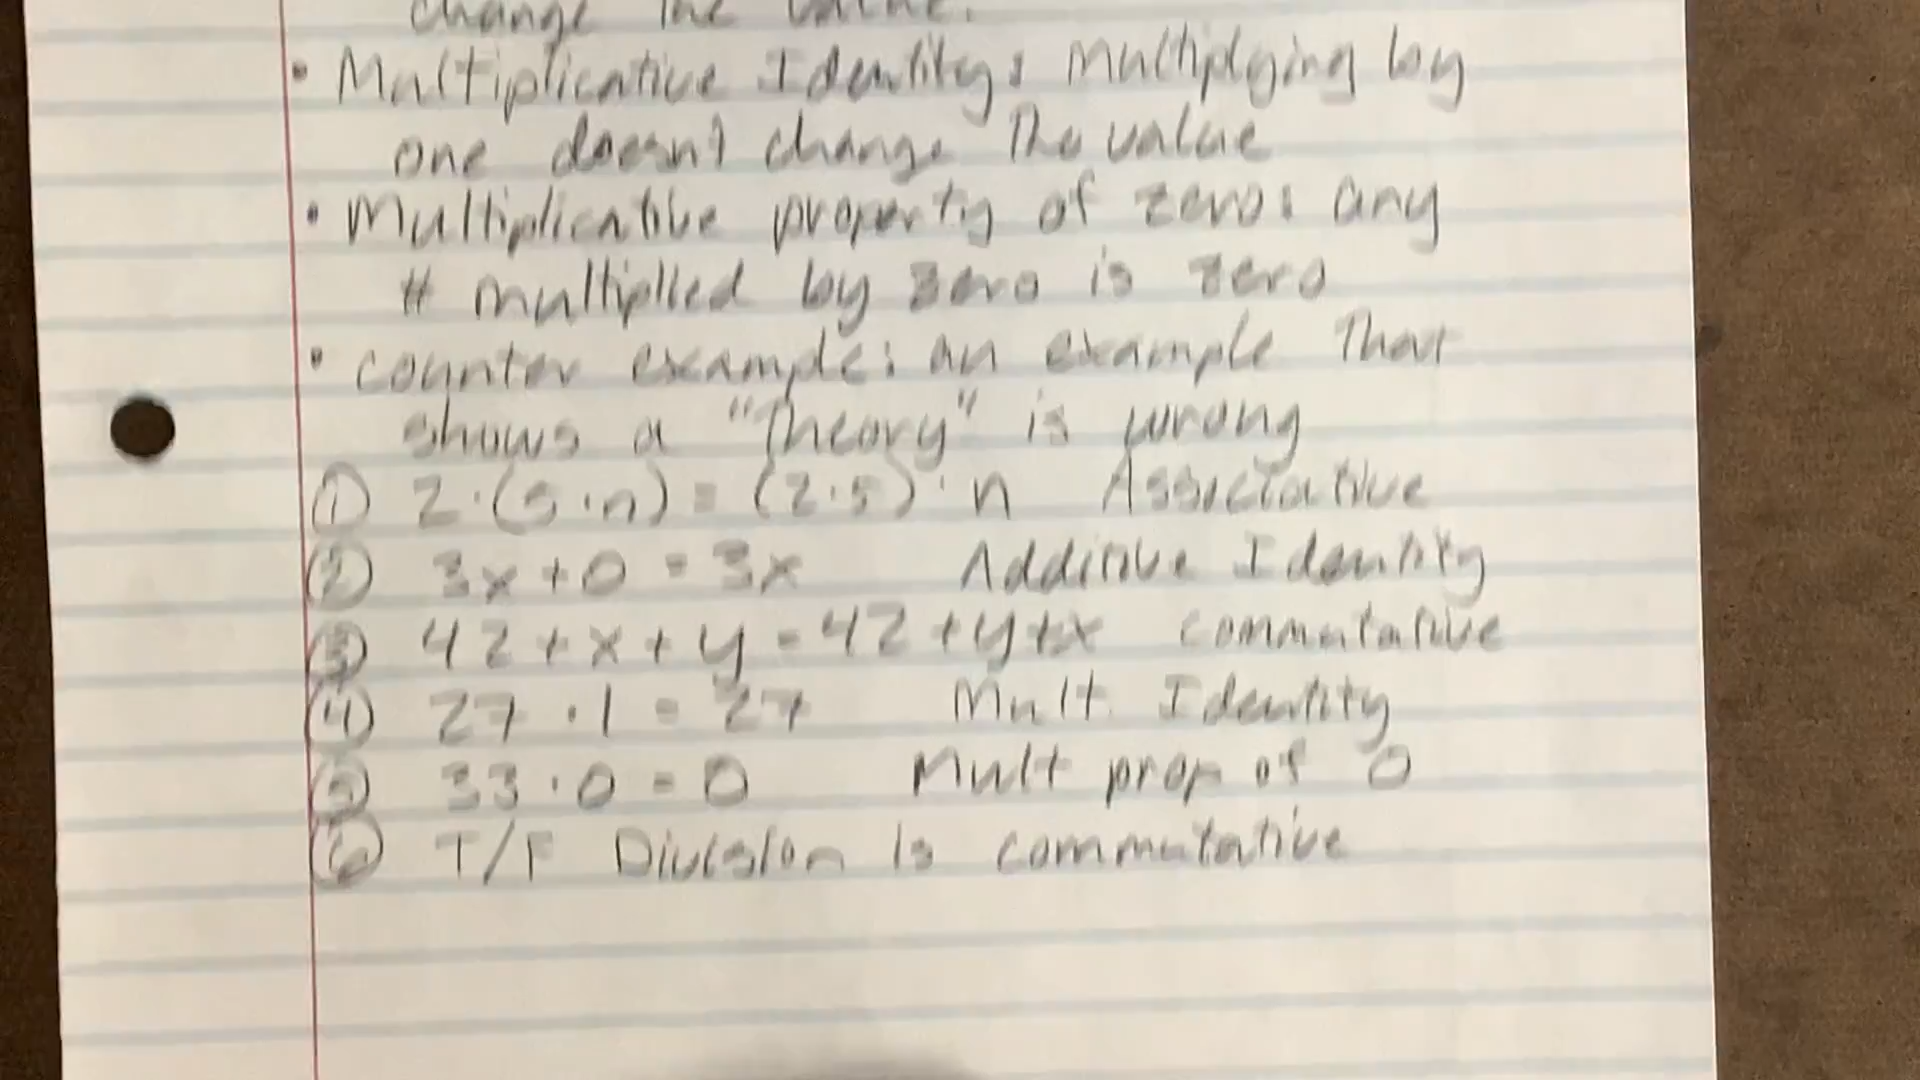 change the value.
• Multiplicative Identity: multiplying by
one doesn't change the value
• Multiplicative property of zero: any
# multiplied by zero is zero
• counter example: an example that
shows a "theory" is wrong
① 2·(5·n) = (2·5)·n Associative
② 3x+0 = 3x Additive Identity
③ 42+x+y = 42+y+x commutative
④ 27·1 = 27 Mult. Identity
⑤ 33·0 = 0 Mult prop of 0
⑥ T/F Division is commutative